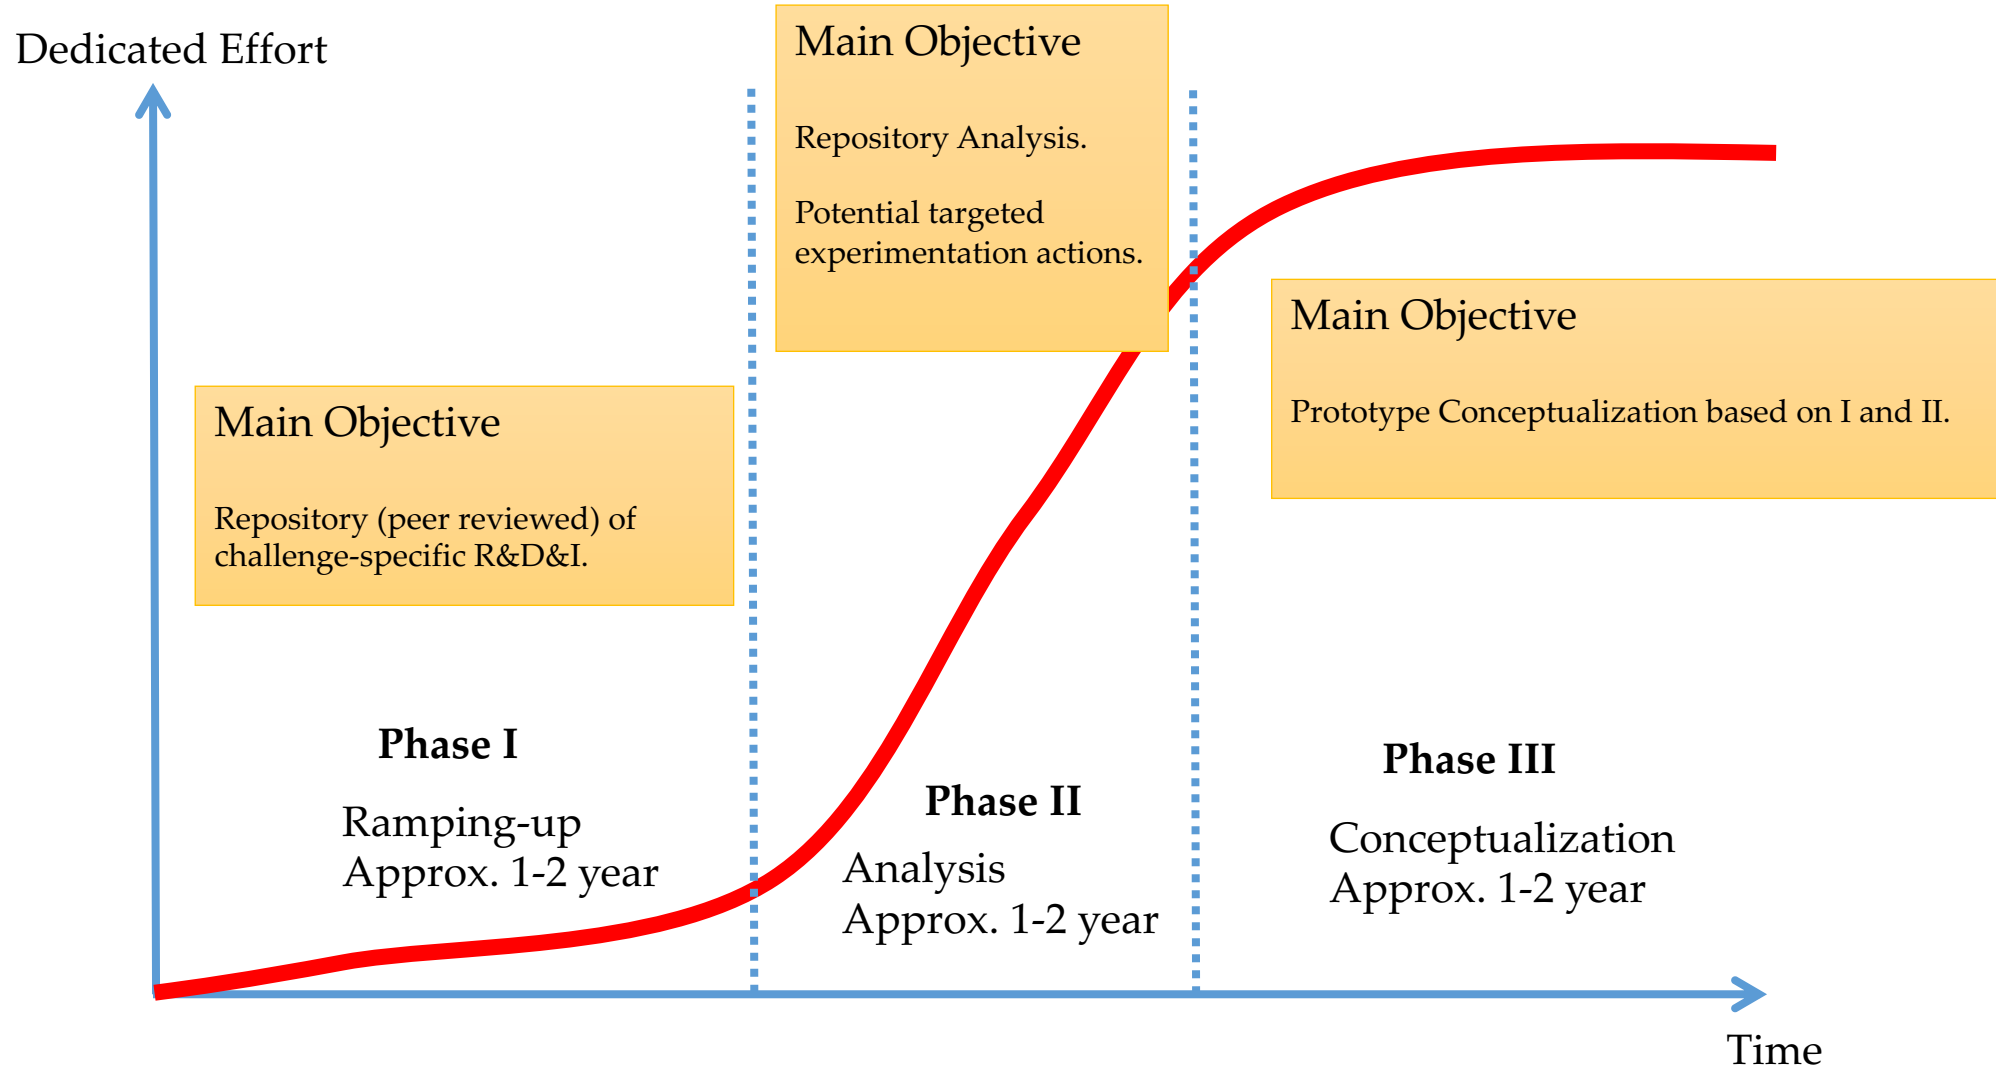 Dedicated Effort
Main Objective
Repository (peer reviewed) of
challenge-specific R&D&I.
Phase I
Ramping-up
Approx. 1-2 year
Main Objective
Repository Analysis.
Potential targeted
experimentation actions.
Phase II
Analysis
Approx. 1-2 year
Main Objective
Prototype Conceptualization based on I and II.
Phase III
Conceptualization
Approx. 1-2 year
Time